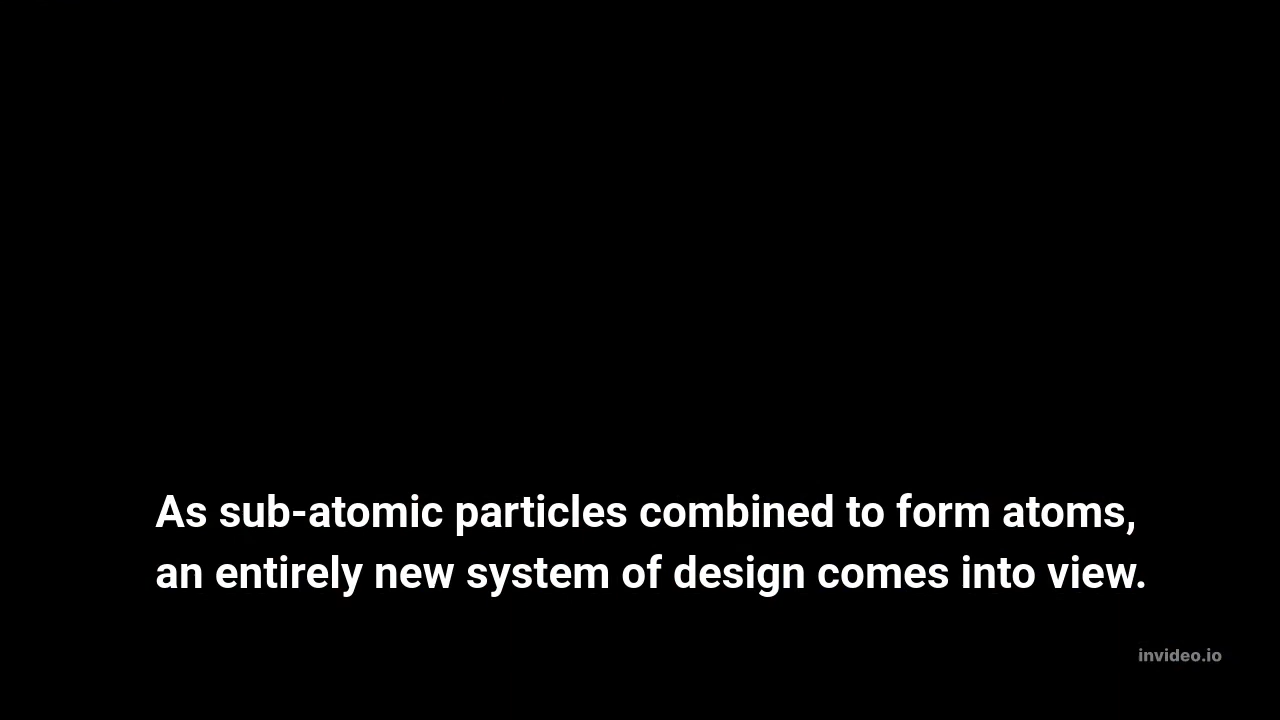 As sub-atomic particles combined to form atoms,
an entirely new system of design comes into view.
invideo.io